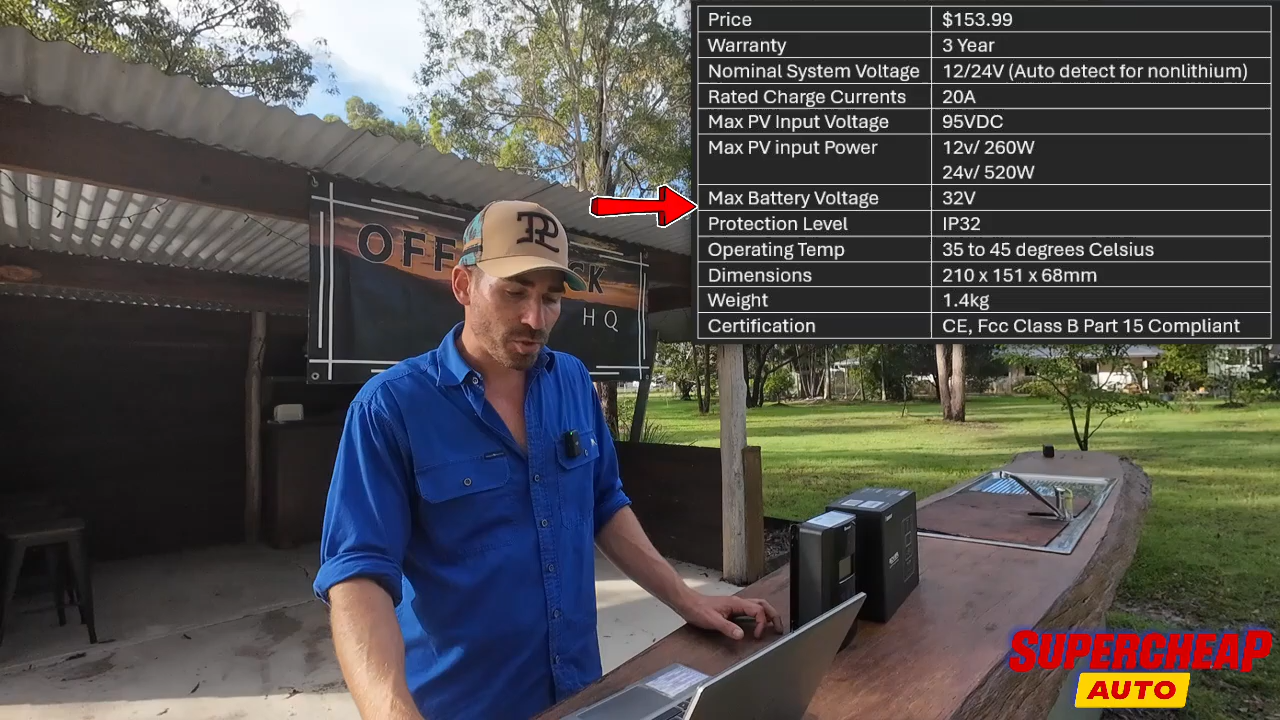 Price $153.99
Warranty 3 Year
Nominal System Voltage 12/24V (Auto detect for nonlithium)
Rated Charge Currents 20A
Max PV Input Voltage 95VDC
Max PV input Power 12v/ 260W
24v/ 520W
Max Battery Voltage 32V
Protection Level IP32
Operating Temp 35 to 45 degrees Celsius
Dimensions 210 x 151 x 68mm
Weight 1.4kg
Certification CE, Fcc Class B Part 15 Compliant
OFF
HQ
SUPERCHEAP
AUTO